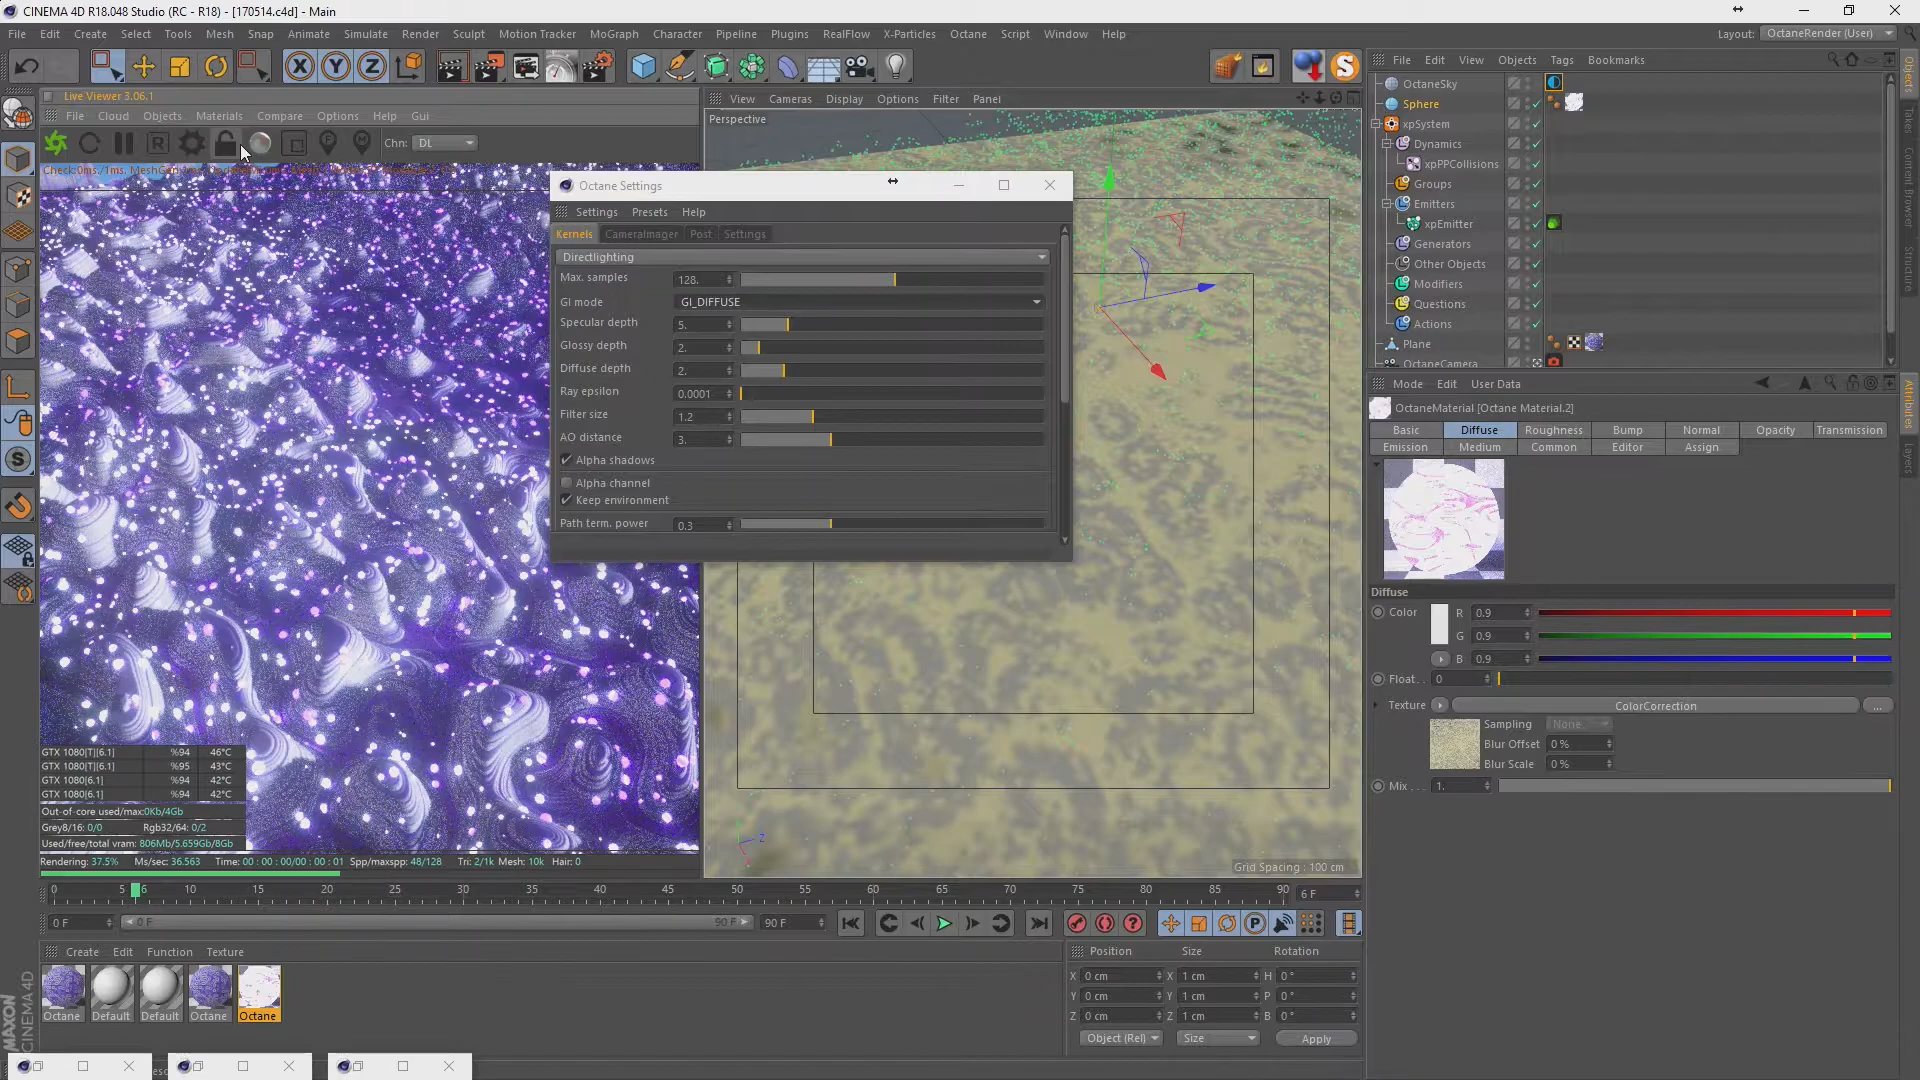 CINEMA 4D R18.048 Studio (RC - R18) - [170514.c4d] - Main
File Edit Create Select Tools Mesh Snap Animate Simulate Render Sculpt Motion Tracker MoGraph Character Pipeline Plugins RealFlow X-Particles Octane Script Window Help
Layout: OctaneRender (User)
Live Viewer 3.06.1
File Cloud Objects Materials Compare Options Help Gui
Chn: DL
View Cameras Display Options Filter Panel
Perspective
Octane Settings
Settings Presets Help
Kernels CameraImager Post Settings
Directlighting
Max. samples 128.
GI mode GI_DIFFUSE
Specular depth 5.
Glossy depth 2.
Diffuse depth 2.
Ray epsilon 0.0001
Filter size 1.2
AO distance 3.
Alpha shadows
Alpha channel
Keep environment
Path term. power 0.3
GTX 1080[T][6.1] %94 46°C
GTX 1080[T][6.1] %95 43°C
GTX 1080[6.1] %94 42°C
GTX 1080[6.1] %94 42°C
Out-of-core used/max:0Kb/4Gb
Grey8/16: 0/0 Rgb32/64: 0/2
Used/free/total vram: 806Mb/5.659Gb/8Gb
Rendering: 37.5% Ms/sec: 36.563 Time: 00 : 00 : 00/00 : 00 : 01 Spp/maxspp: 48/128 Tri: 2/1k Mesh: 10k Hair: 0
Grid Spacing : 100 cm
0 5 6 10 15 20 25 30 35 40 45 50 55 60 65 70 75 80 85 90 6 F
0 F 0 F 90 F 90 F
Create Edit Function Texture
Octane Default Default Octane Octane
Position Size Rotation
X 0 cm X 1 cm H 0 °
Y 0 cm Y 1 cm P 0 °
Z 0 cm Z 1 cm B 0 °
Object (Rel) Size Apply
MAXON CINEMA 4D
File Edit View Objects Tags Bookmarks
OctaneSky
Sphere
xpSystem
Dynamics
xpPPCollisions
Groups
Emitters
xpEmitter
Generators
Other Objects
Modifiers
Questions
Actions
Plane
OctaneCamera
Objects
Takes
Content Browser
Structure
Attributes
Layers
Mode Edit User Data
OctaneMaterial [Octane Material.2]
Basic Diffuse Roughness Bump Normal Opacity Transmission
Emission Medium Common Editor Assign
Diffuse
Color R 0.9
G 0.9
B 0.9
Float . . 0
Texture ColorCorrection ...
Sampling None
Blur Offset 0 %
Blur Scale 0 %
Mix . . . 1.